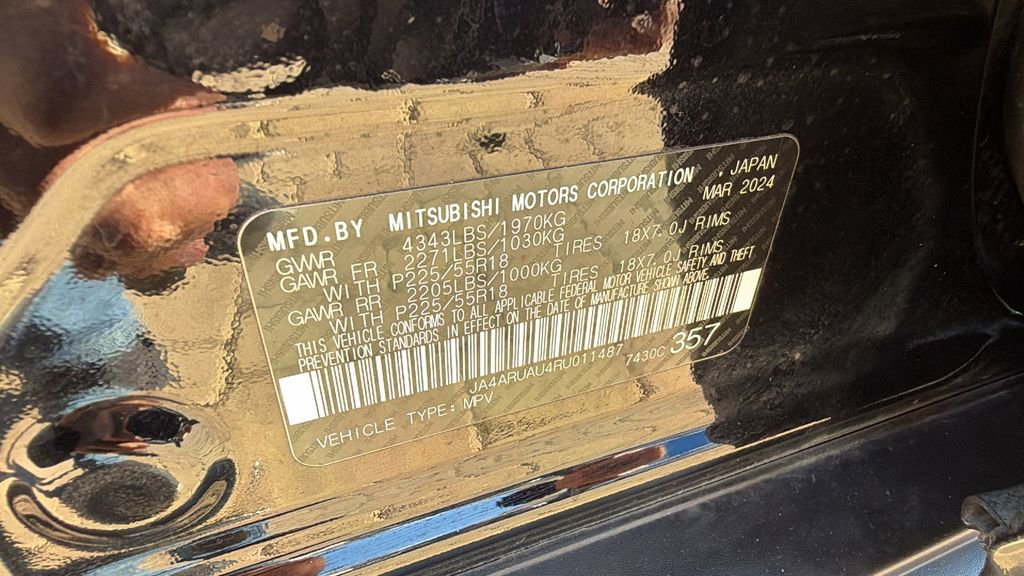 MFD.BY MITSUBISHI MOTORS CORPORATION , JAPAN
MAR 2024
GVWR 4343LBS/1970KG
GAWR FR 2271LBS/1030KG
WITH P225/55R18 TIRES 18X7.0J RIMS
GAWR RR 2205LBS/1000KG
WITH P225/55R18 TIRES 18X7.0J RIMS
THIS VEHICLE CONFORMS TO ALL APPLICABLE FEDERAL MOTOR VEHICLE SAFETY AND THEFT
PREVENTION STANDARDS IN EFFECT ON THE DATE OF MANUFACTURE SHOWN ABOVE
JA4ARUAU4RU011487 7430C 357
VEHICLE TYPE: MPV